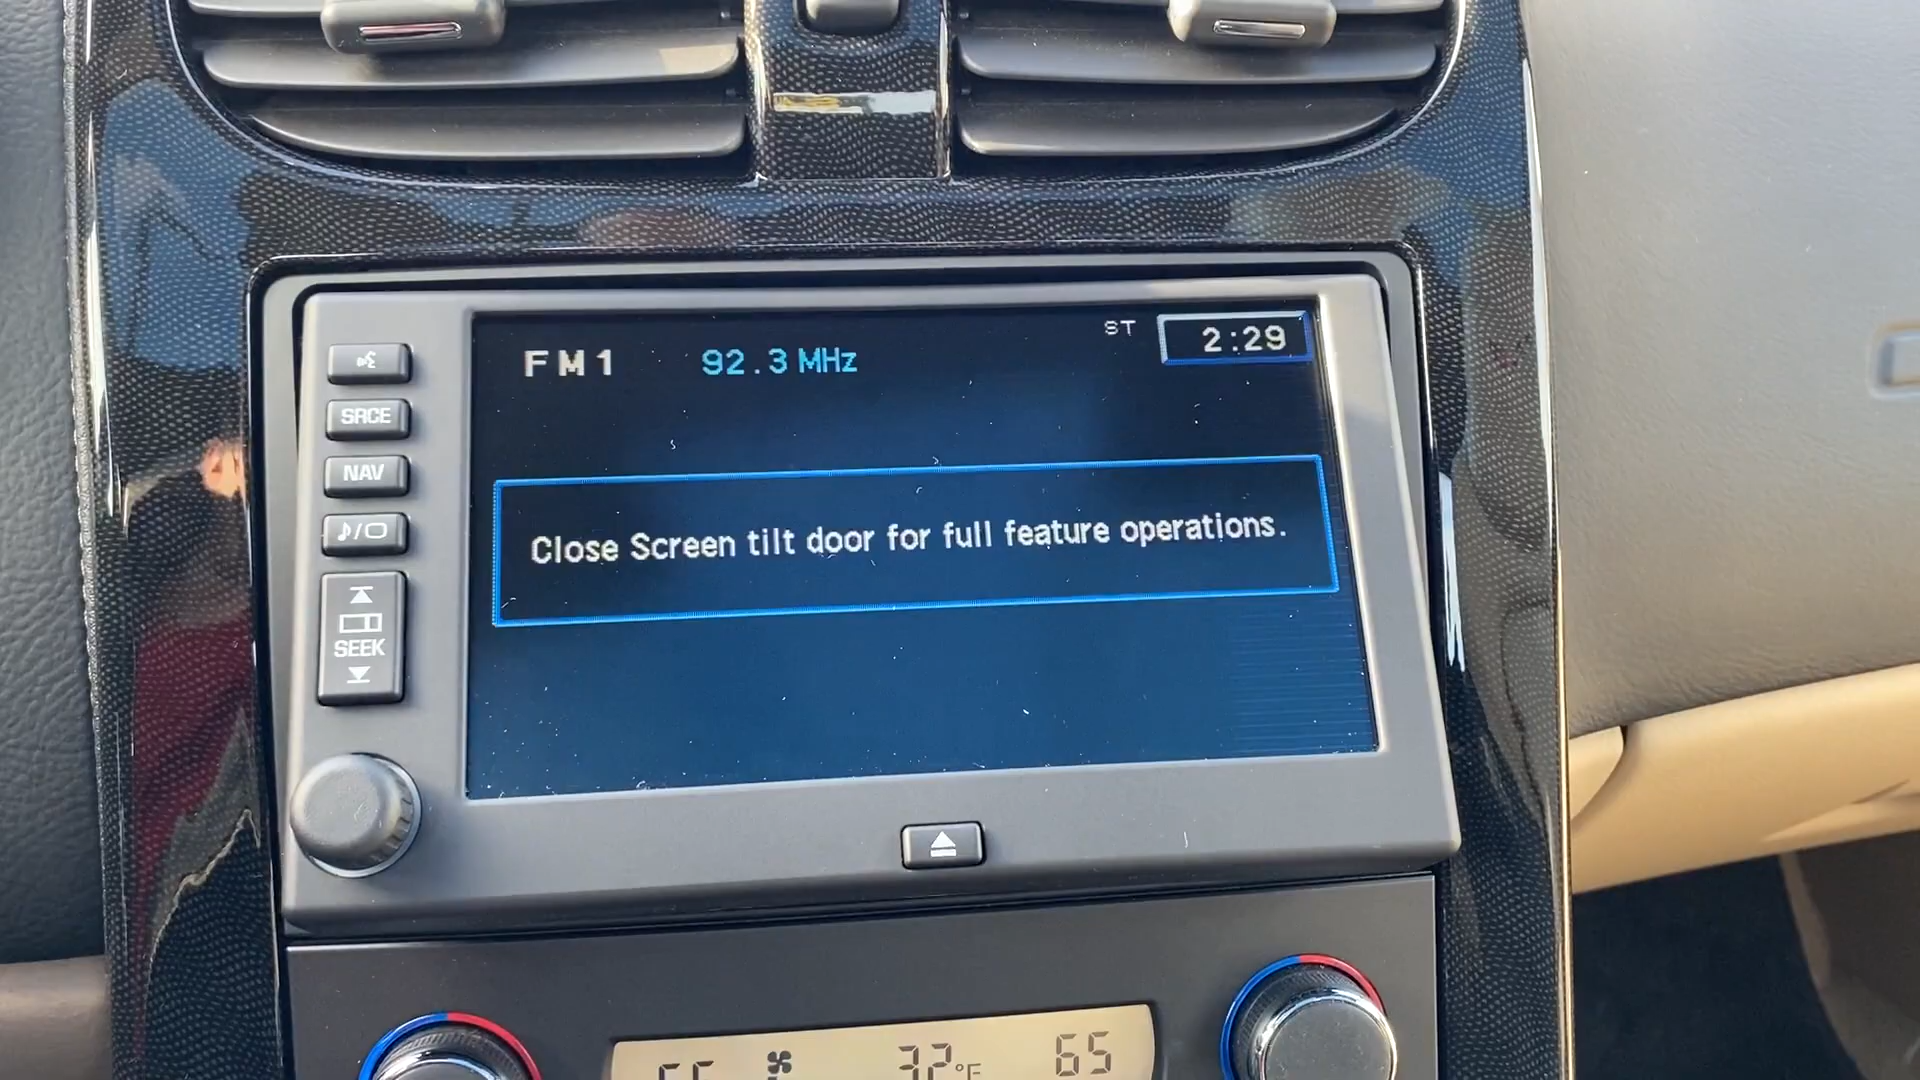 ST 2:29
FM1 92.3 MHz
SRCE
NAV
Close Screen tilt door for full feature operations.
SEEK
32°F 65